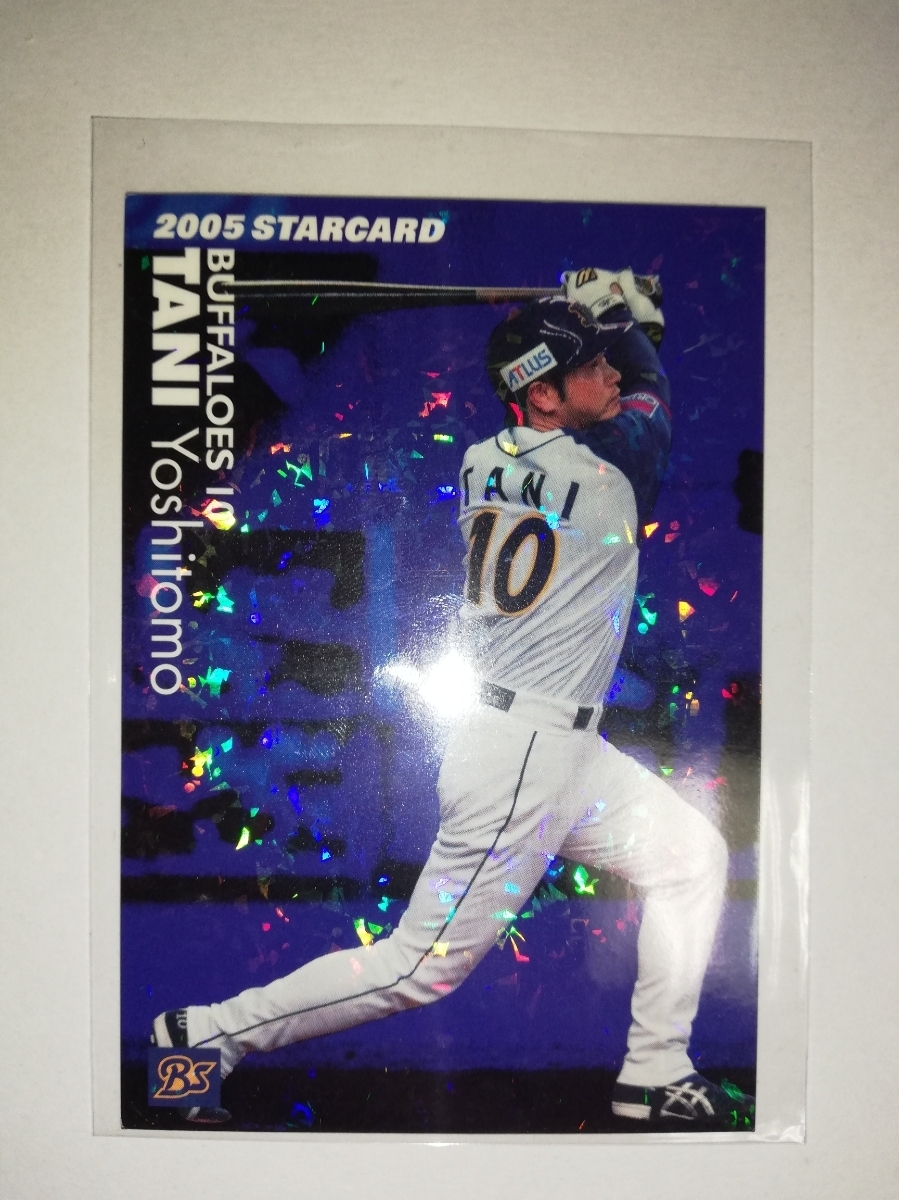 2005 STARCARD
BUFFALOES 10
TANI Yoshitomo
ATLUS
TANI
10
Bs